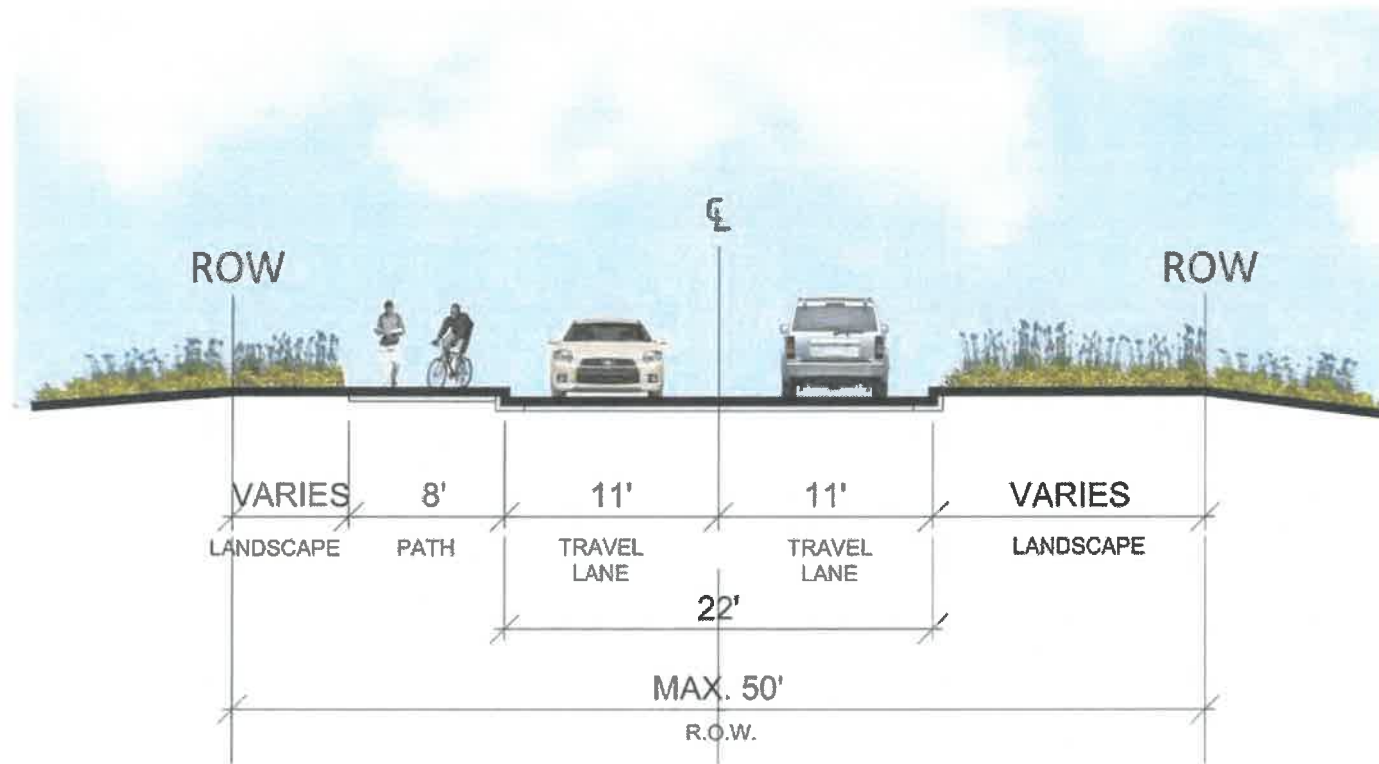 ℄
ROW
ROW
VARIES
8'
11'
11'
VARIES
LANDSCAPE
PATH
TRAVEL
LANE
TRAVEL
LANE
LANDSCAPE
22'
MAX. 50'
R.O.W.